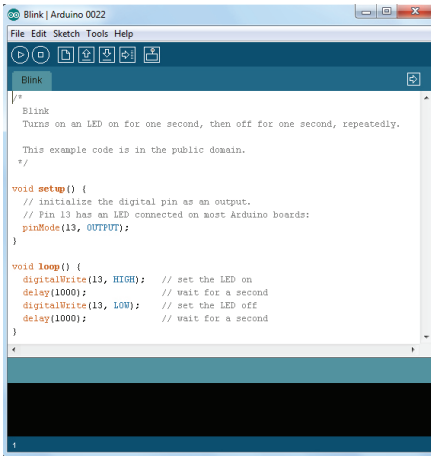 Blink | Arduino 0022
File Edit Sketch Tools Help
Blink
/*
  Blink
  Turns on an LED on for one second, then off for one second, repeatedly.

  This example code is in the public domain.
 */

void setup() {
  // initialize the digital pin as an output.
  // Pin 13 has an LED connected on most Arduino boards:
  pinMode(13, OUTPUT);
}

void loop() {
  digitalWrite(13, HIGH);   // set the LED on
  delay(1000);              // wait for a second
  digitalWrite(13, LOW);    // set the LED off
  delay(1000);              // wait for a second
}
1